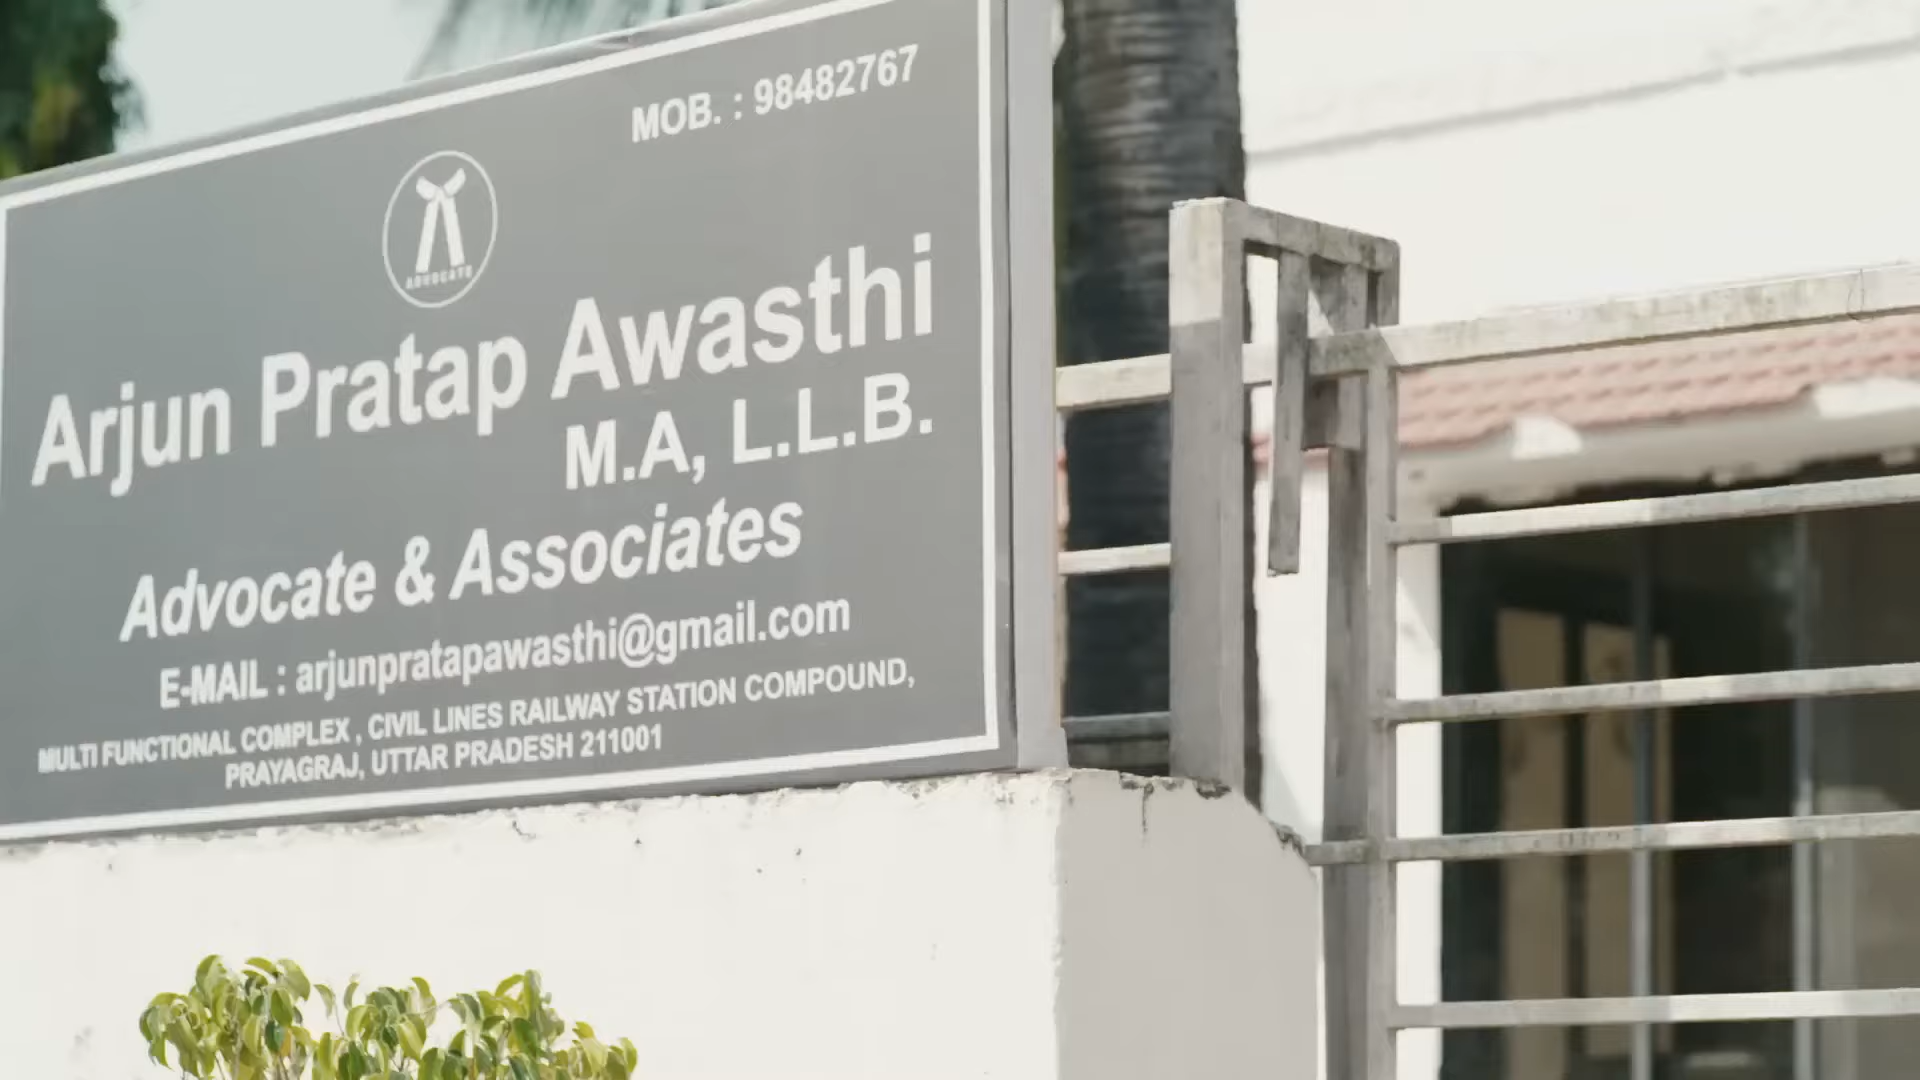 MOB. : 98482767
ADVOCATE
Arjun Pratap Awasthi
M.A, L.L.B.
Advocate & Associates
E-MAIL : arjunpratapawasthi@gmail.com
MULTI FUNCTIONAL COMPLEX , CIVIL LINES RAILWAY STATION COMPOUND,
PRAYAGRAJ, UTTAR PRADESH 211001